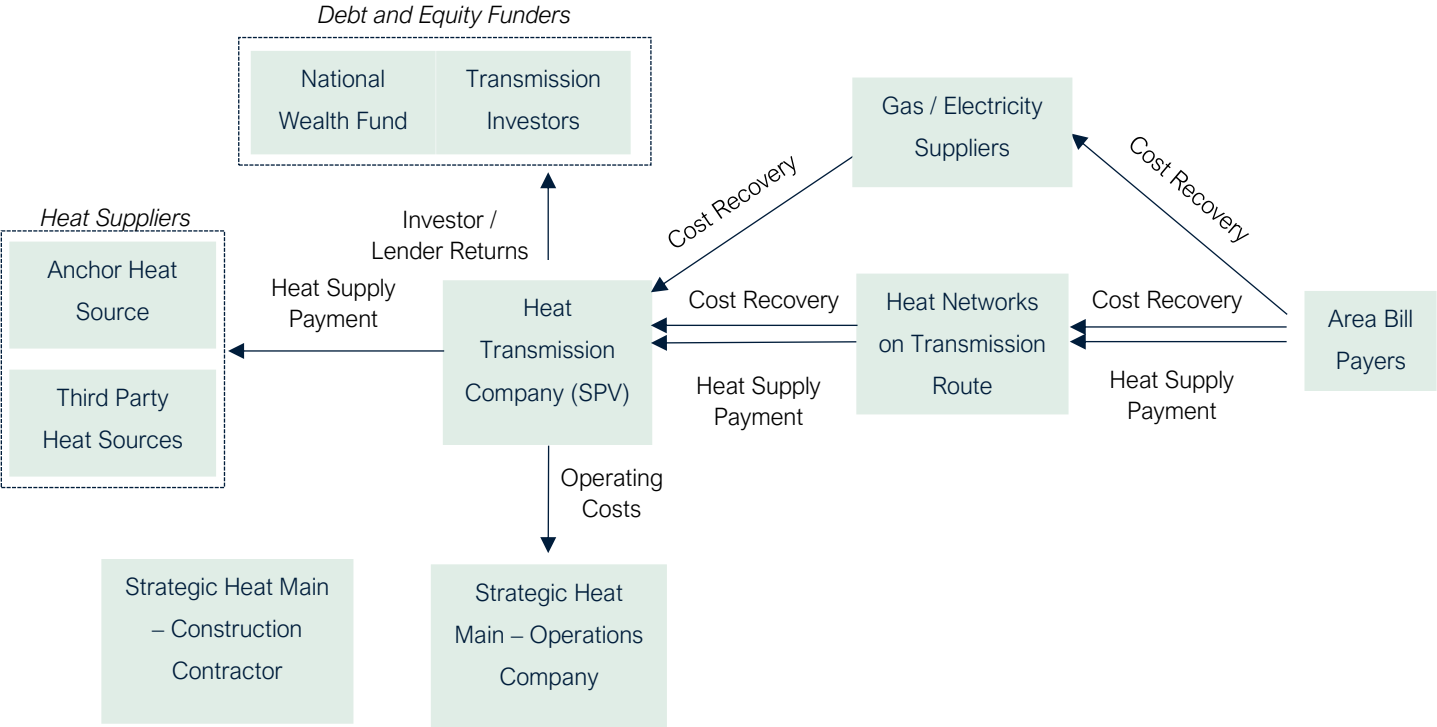 Debt and Equity Funders
National
Wealth Fund
Transmission
Investors
Gas / Electricity
Suppliers
Cost Recovery
Cost Recovery
Heat Suppliers
Anchor Heat
Source
Third Party
Heat Sources
Investor /
Lender Returns
Heat Supply
Payment
Heat
Transmission
Company (SPV)
Cost Recovery
Heat Supply
Payment
Heat Networks
on Transmission
Route
Cost Recovery
Heat Supply
Payment
Area Bill
Payers
Operating
Costs
Strategic Heat Main
– Construction
Contractor
Strategic Heat
Main – Operations
Company